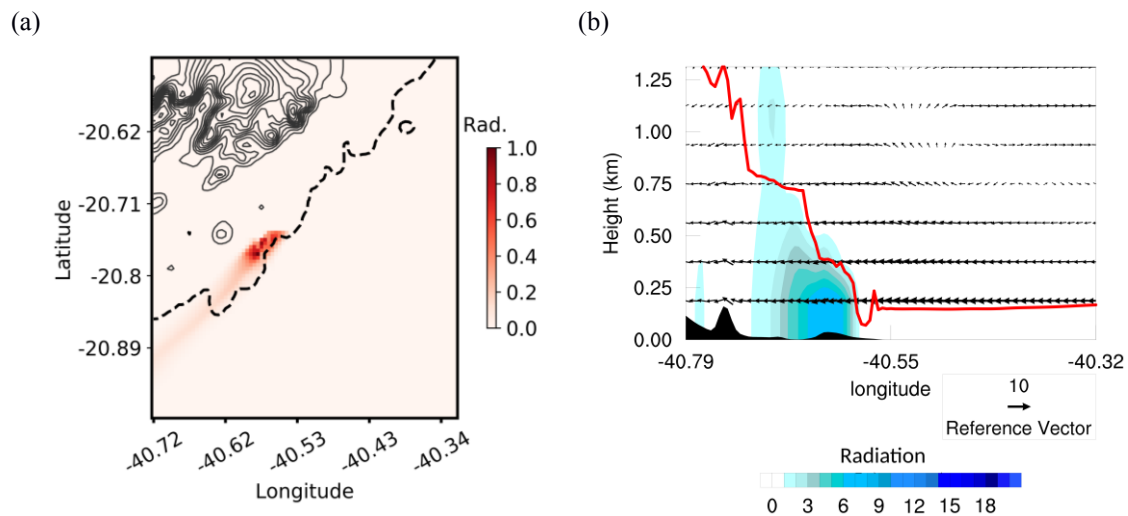 (a)
(b)
Latitude
-20.62
-20.71
-20.8
-20.89
-40.72
-40.62
-40.53
-40.43
-40.34
Longitude
Rad.
1.0
0.8
0.6
0.4
0.2
0.0
Height (km)
1.25
1.00
0.75
0.50
0.25
0.00
-40.79
-40.55
-40.32
longitude
10
Reference Vector
Radiation
0 3 6 9 12 15 18